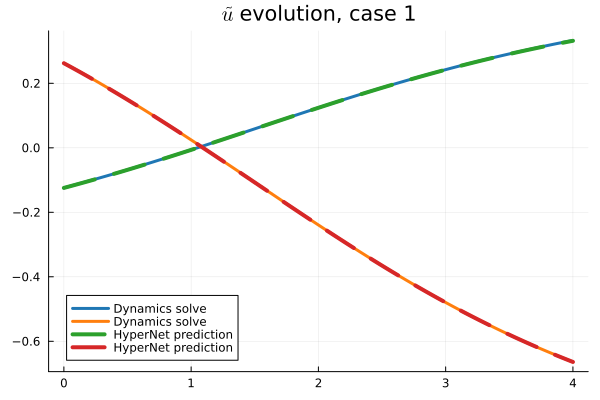 ũ evolution, case 1
0.2
0.0
−0.2
−0.4
−0.6
Dynamics solve
Dynamics solve
HyperNet prediction
HyperNet prediction
0 1 2 3 4